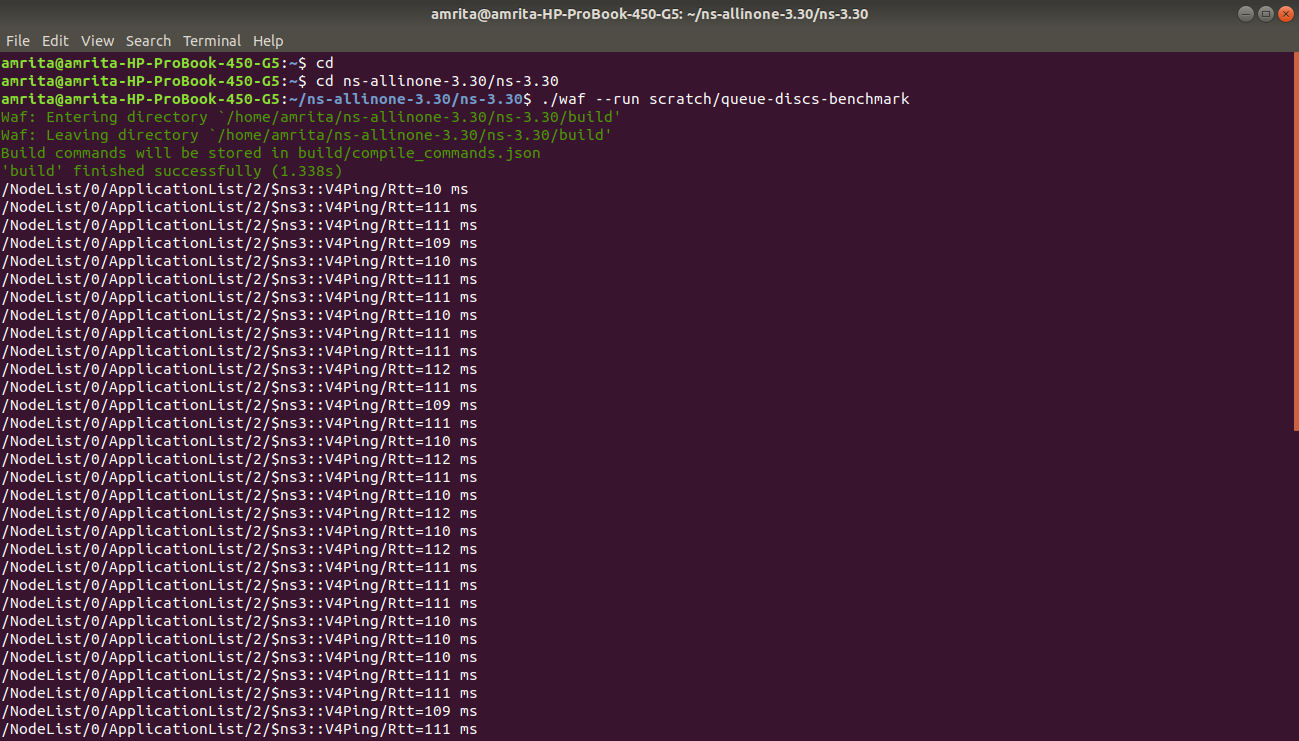 amrita@amrita-HP-ProBook-450-G5: ~/ns-allinone-3.30/ns-3.30
File Edit View Search Terminal Help
amrita@amrita-HP-ProBook-450-G5:~$ cd
amrita@amrita-HP-ProBook-450-G5:~$ cd ns-allinone-3.30/ns-3.30
amrita@amrita-HP-ProBook-450-G5:~/ns-allinone-3.30/ns-3.30$ ./waf --run scratch/queue-discs-benchmark
Waf: Entering directory `/home/amrita/ns-allinone-3.30/ns-3.30/build'
Waf: Leaving directory `/home/amrita/ns-allinone-3.30/ns-3.30/build'
Build commands will be stored in build/compile_commands.json
'build' finished successfully (1.338s)
/NodeList/0/ApplicationList/2/$ns3::V4Ping/Rtt=10 ms
/NodeList/0/ApplicationList/2/$ns3::V4Ping/Rtt=111 ms
/NodeList/0/ApplicationList/2/$ns3::V4Ping/Rtt=111 ms
/NodeList/0/ApplicationList/2/$ns3::V4Ping/Rtt=109 ms
/NodeList/0/ApplicationList/2/$ns3::V4Ping/Rtt=110 ms
/NodeList/0/ApplicationList/2/$ns3::V4Ping/Rtt=111 ms
/NodeList/0/ApplicationList/2/$ns3::V4Ping/Rtt=111 ms
/NodeList/0/ApplicationList/2/$ns3::V4Ping/Rtt=110 ms
/NodeList/0/ApplicationList/2/$ns3::V4Ping/Rtt=111 ms
/NodeList/0/ApplicationList/2/$ns3::V4Ping/Rtt=111 ms
/NodeList/0/ApplicationList/2/$ns3::V4Ping/Rtt=112 ms
/NodeList/0/ApplicationList/2/$ns3::V4Ping/Rtt=111 ms
/NodeList/0/ApplicationList/2/$ns3::V4Ping/Rtt=109 ms
/NodeList/0/ApplicationList/2/$ns3::V4Ping/Rtt=111 ms
/NodeList/0/ApplicationList/2/$ns3::V4Ping/Rtt=110 ms
/NodeList/0/ApplicationList/2/$ns3::V4Ping/Rtt=112 ms
/NodeList/0/ApplicationList/2/$ns3::V4Ping/Rtt=111 ms
/NodeList/0/ApplicationList/2/$ns3::V4Ping/Rtt=110 ms
/NodeList/0/ApplicationList/2/$ns3::V4Ping/Rtt=112 ms
/NodeList/0/ApplicationList/2/$ns3::V4Ping/Rtt=110 ms
/NodeList/0/ApplicationList/2/$ns3::V4Ping/Rtt=112 ms
/NodeList/0/ApplicationList/2/$ns3::V4Ping/Rtt=111 ms
/NodeList/0/ApplicationList/2/$ns3::V4Ping/Rtt=111 ms
/NodeList/0/ApplicationList/2/$ns3::V4Ping/Rtt=111 ms
/NodeList/0/ApplicationList/2/$ns3::V4Ping/Rtt=110 ms
/NodeList/0/ApplicationList/2/$ns3::V4Ping/Rtt=110 ms
/NodeList/0/ApplicationList/2/$ns3::V4Ping/Rtt=110 ms
/NodeList/0/ApplicationList/2/$ns3::V4Ping/Rtt=111 ms
/NodeList/0/ApplicationList/2/$ns3::V4Ping/Rtt=111 ms
/NodeList/0/ApplicationList/2/$ns3::V4Ping/Rtt=109 ms
/NodeList/0/ApplicationList/2/$ns3::V4Ping/Rtt=111 ms